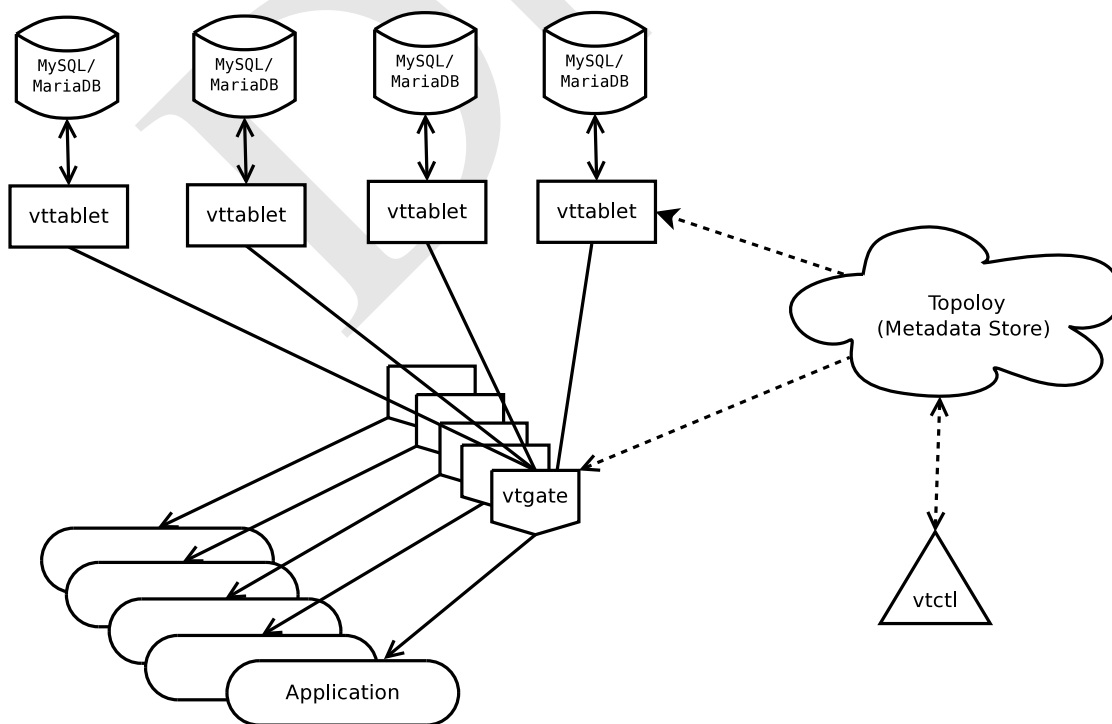 MySQL/
MariaDB
MySQL/
MariaDB
MySQL/
MariaDB
MySQL/
MariaDB
vttablet
vttablet
vttablet
vttablet
Topoloy
(Metadata Store)
vtgate
vtctl
Application